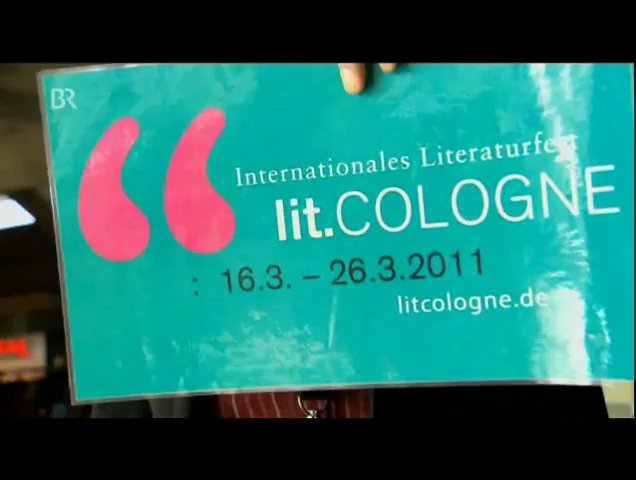 BR
Internationales Literaturfest
lit.COLOGNE
: 16.3. – 26.3.2011
litcologne.de